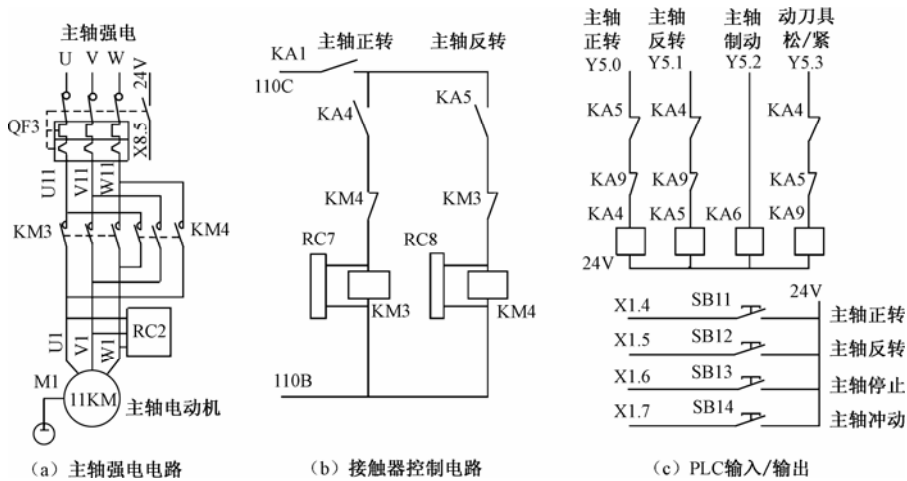 主轴强电
U V W
24V
QF3
X8.5
U11
V11
W11
KM3
KM4
RC2
U1
V1
W1
M1
11KM
主轴电动机
(a) 主轴强电电路
主轴正转 主轴反转
KA1
110C
KA4
KA5
KM4
KM3
RC7
RC8
KM3
KM4
110B
(b) 接触器控制电路
主轴 主轴 主轴 动刀具
正转 反转 制动 松/紧
Y5.0 Y5.1 Y5.2 Y5.3
KA5 KA4 KA4
KA9 KA9 KA5
KA4 KA5 KA6 KA9
24V
24V
X1.4 SB11 主轴正转
X1.5 SB12 主轴反转
X1.6 SB13 主轴停止
X1.7 SB14 主轴冲动
(c) PLC输入/输出